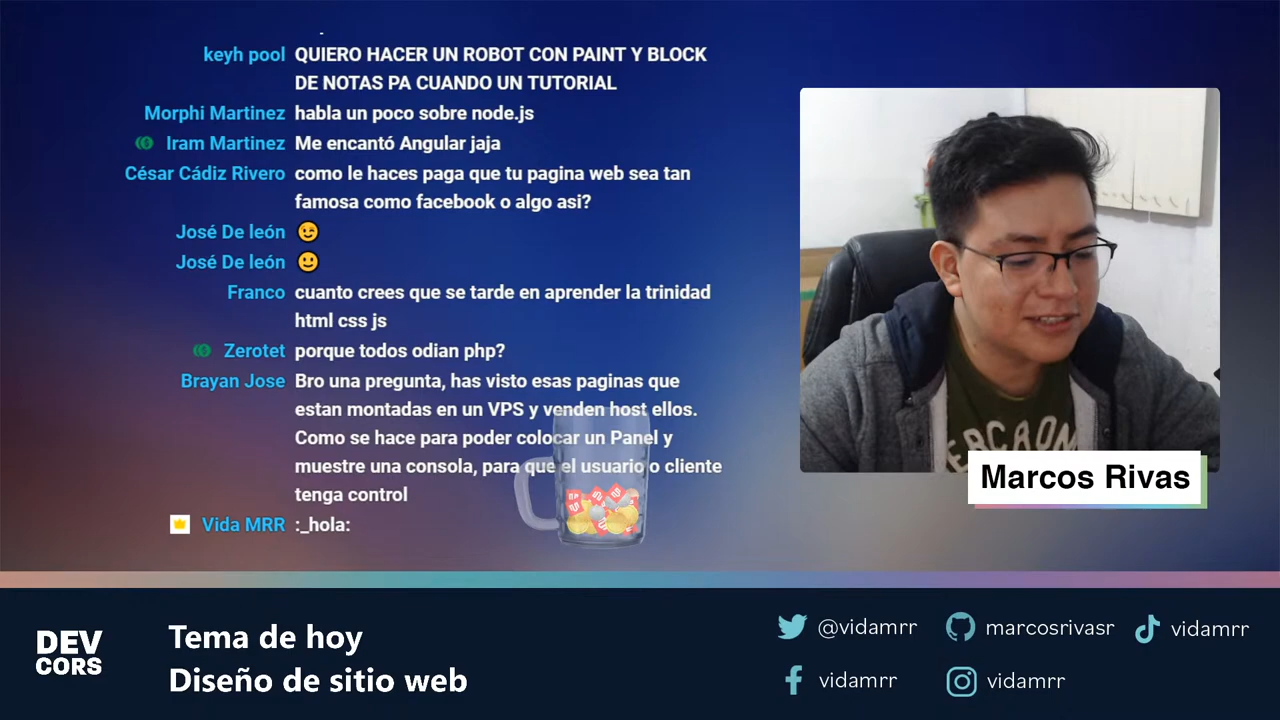 keyh pool QUIERO HACER UN ROBOT CON PAINT Y BLOCK
DE NOTAS PA CUANDO UN TUTORIAL
Morphi Martinez habla un poco sobre node.js
Iram Martinez Me encantó Angular jaja
César Cádiz Rivero como le haces paga que tu pagina web sea tan
famosa como facebook o algo asi?
José De león
José De león
Franco cuanto crees que se tarde en aprender la trinidad
html css js
Zerotet porque todos odian php?
Brayan Jose Bro una pregunta, has visto esas paginas que
estan montadas en un VPS y venden host ellos.
Como se hace para poder colocar un Panel y
muestre una consola, para que el usuario o cliente
tenga control
Vida MRR :_hola:
Marcos Rivas
DEV
CORS
Tema de hoy
Diseño de sitio web
@vidamrr
marcosrivasr
vidamrr
vidamrr
vidamrr